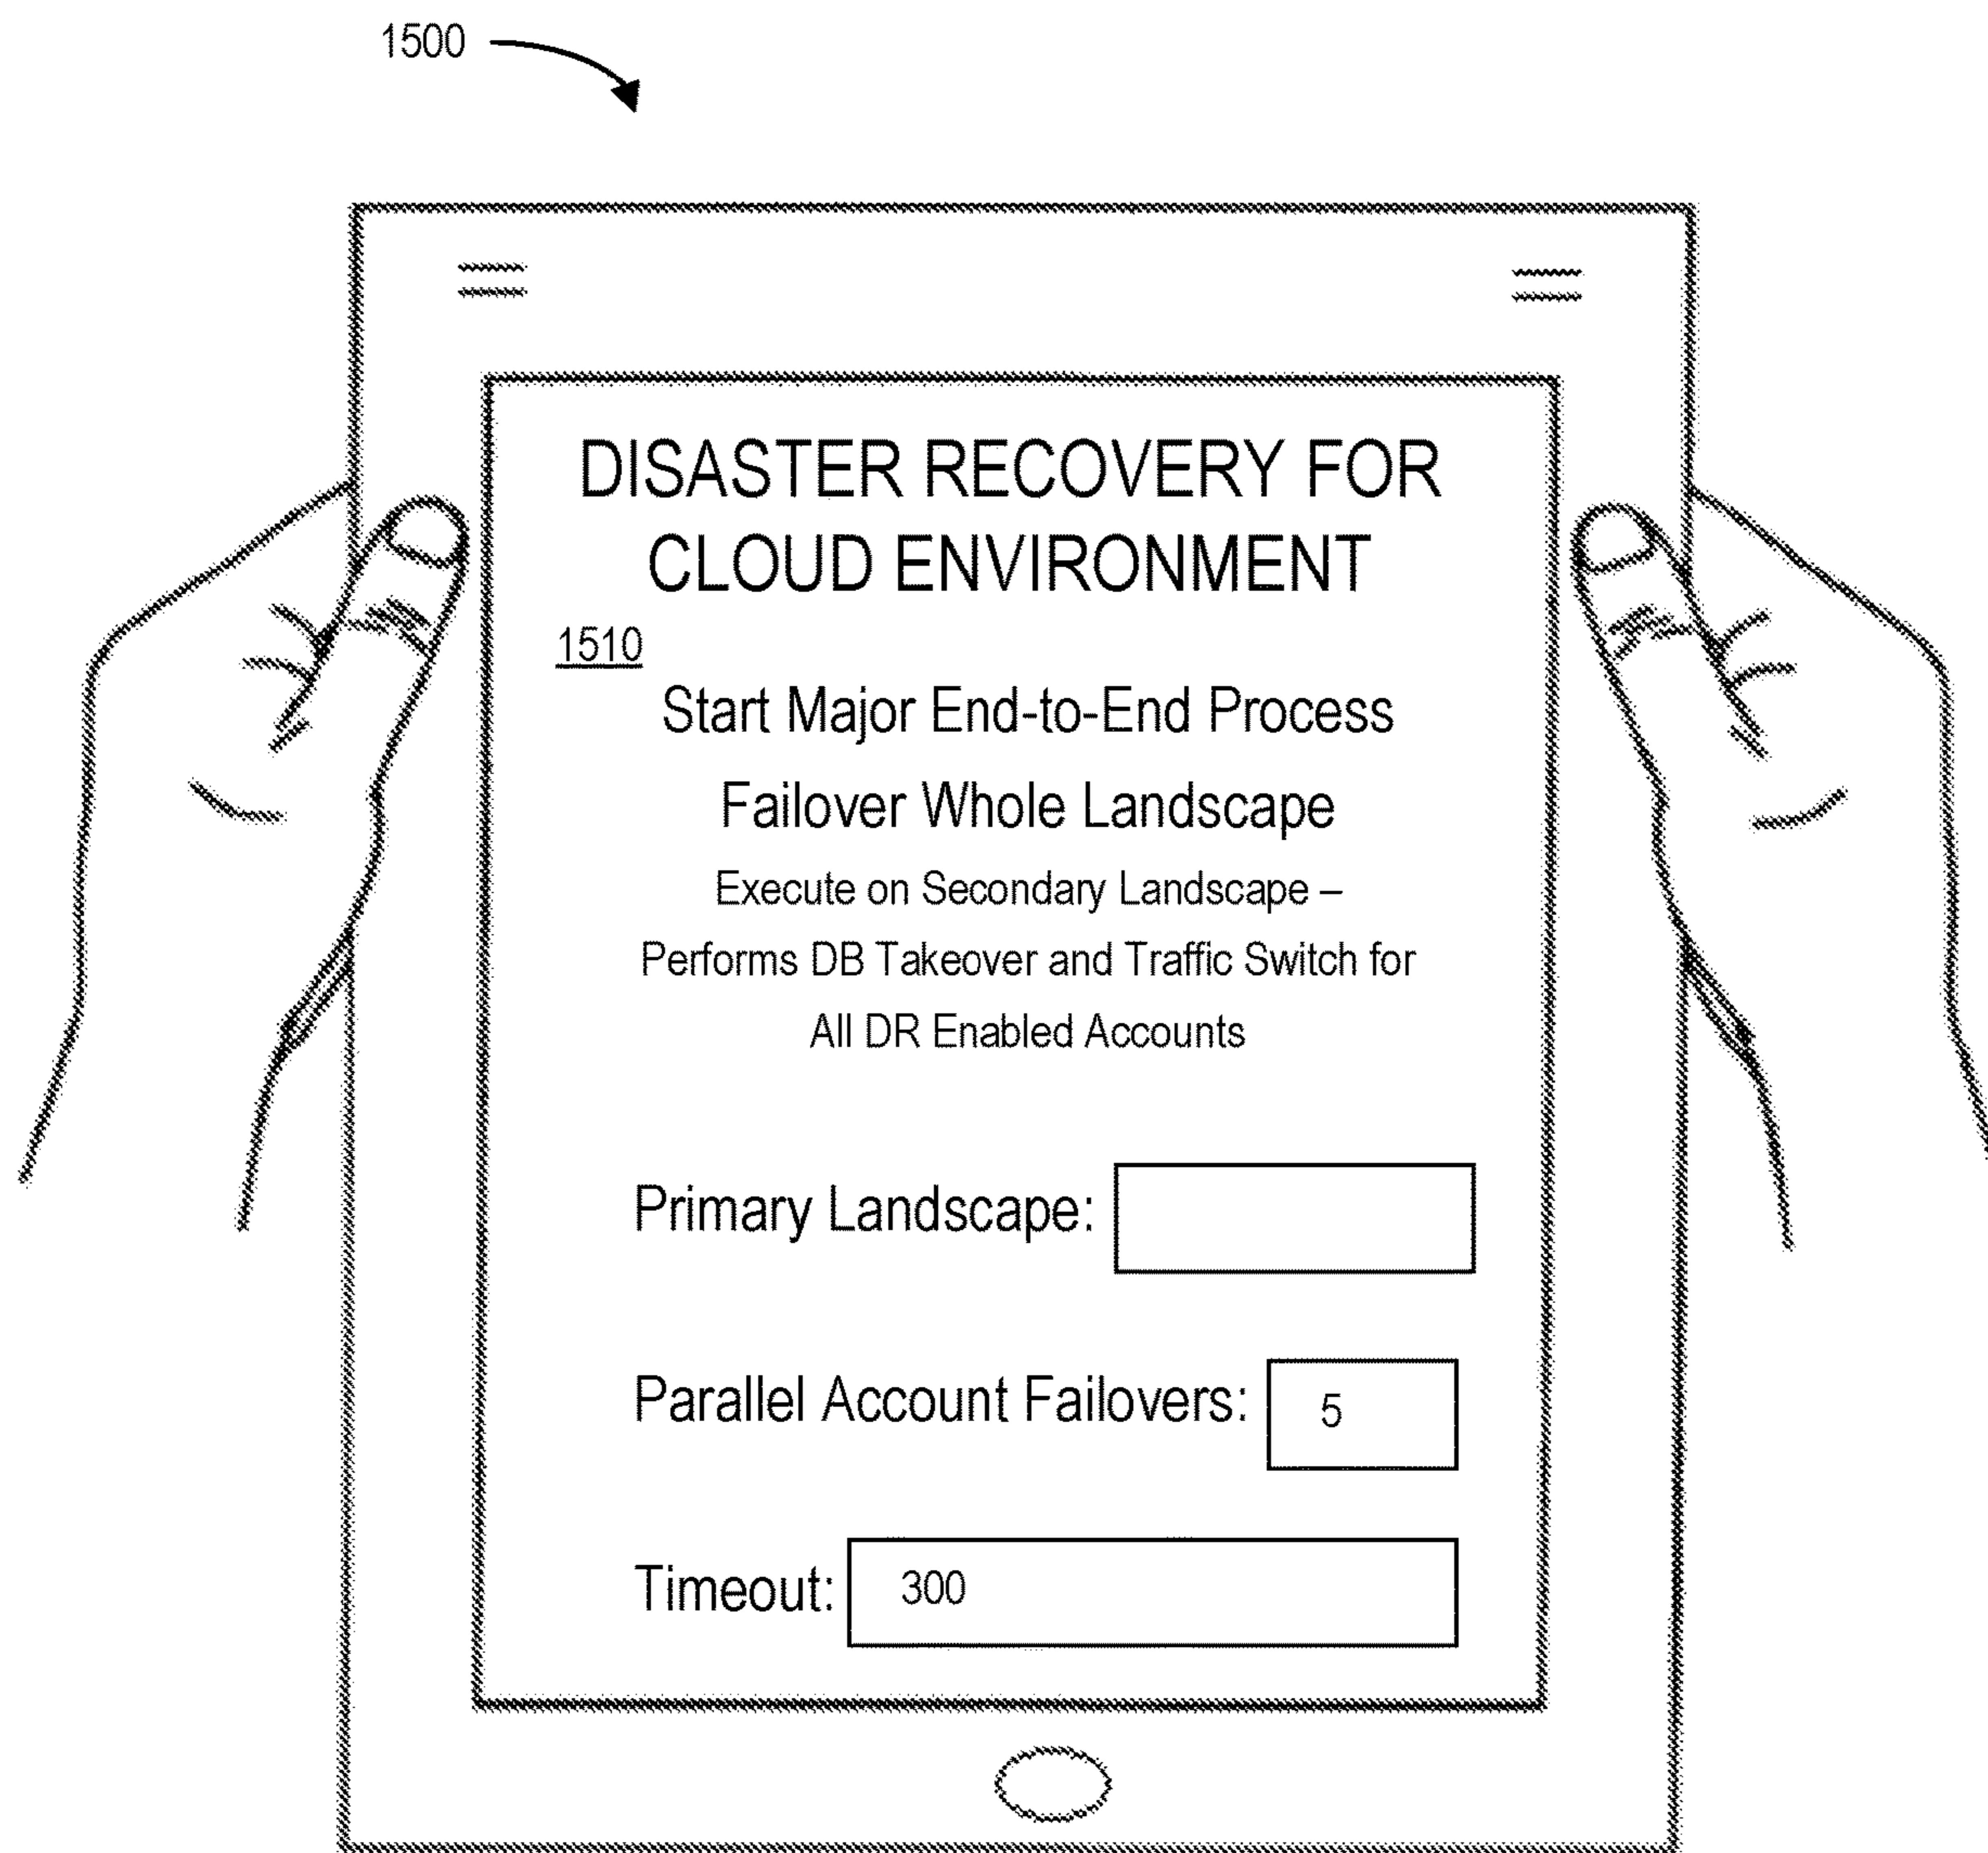 1500
DISASTER RECOVERY FOR
CLOUD ENVIRONMENT
1510
Start Major End-to-End Process
Failover Whole Landscape
Execute on Secondary Landscape –
Performs DB Takeover and Traffic Switch for
All DR Enabled Accounts
Primary Landscape:
Parallel Account Failovers: 5
Timeout: 300